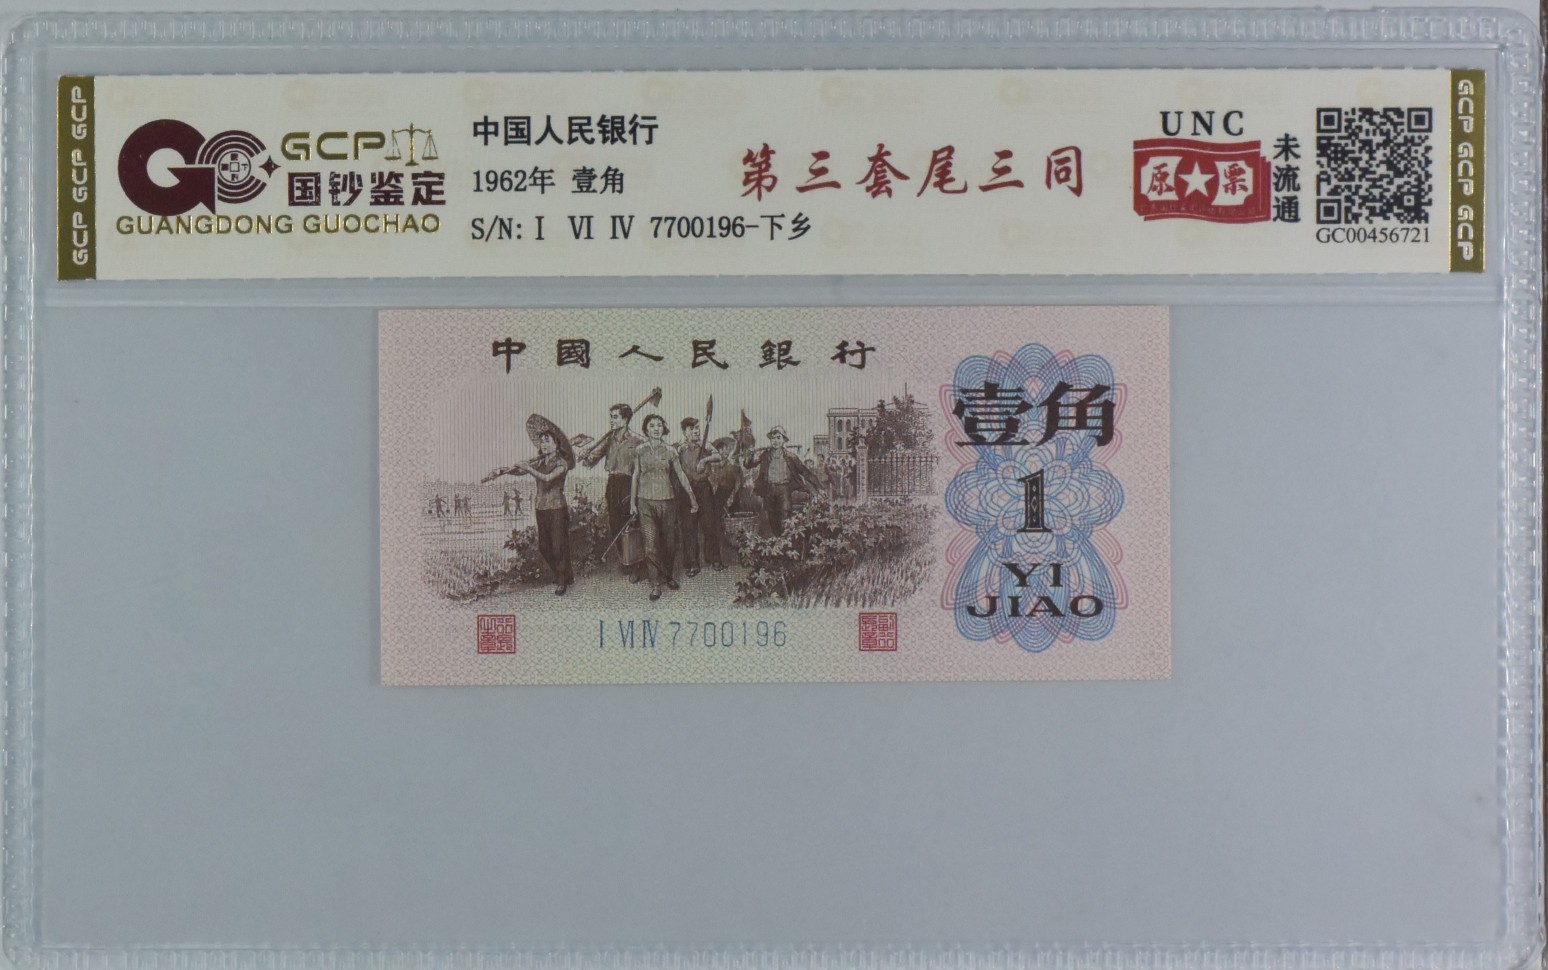 GCP GCP GCP
GCP
国钞鉴定
GUANGDONG GUOCHAO
中国人民银行
1962年 壹角
S/N: I VI IV 7700196-下乡
第三套尾三同
UNC
原★票
未流通
GC00456721
GCP GCP GCP
中國人民銀行
壹角
1
YI
JIAO
I VI IV 7700196